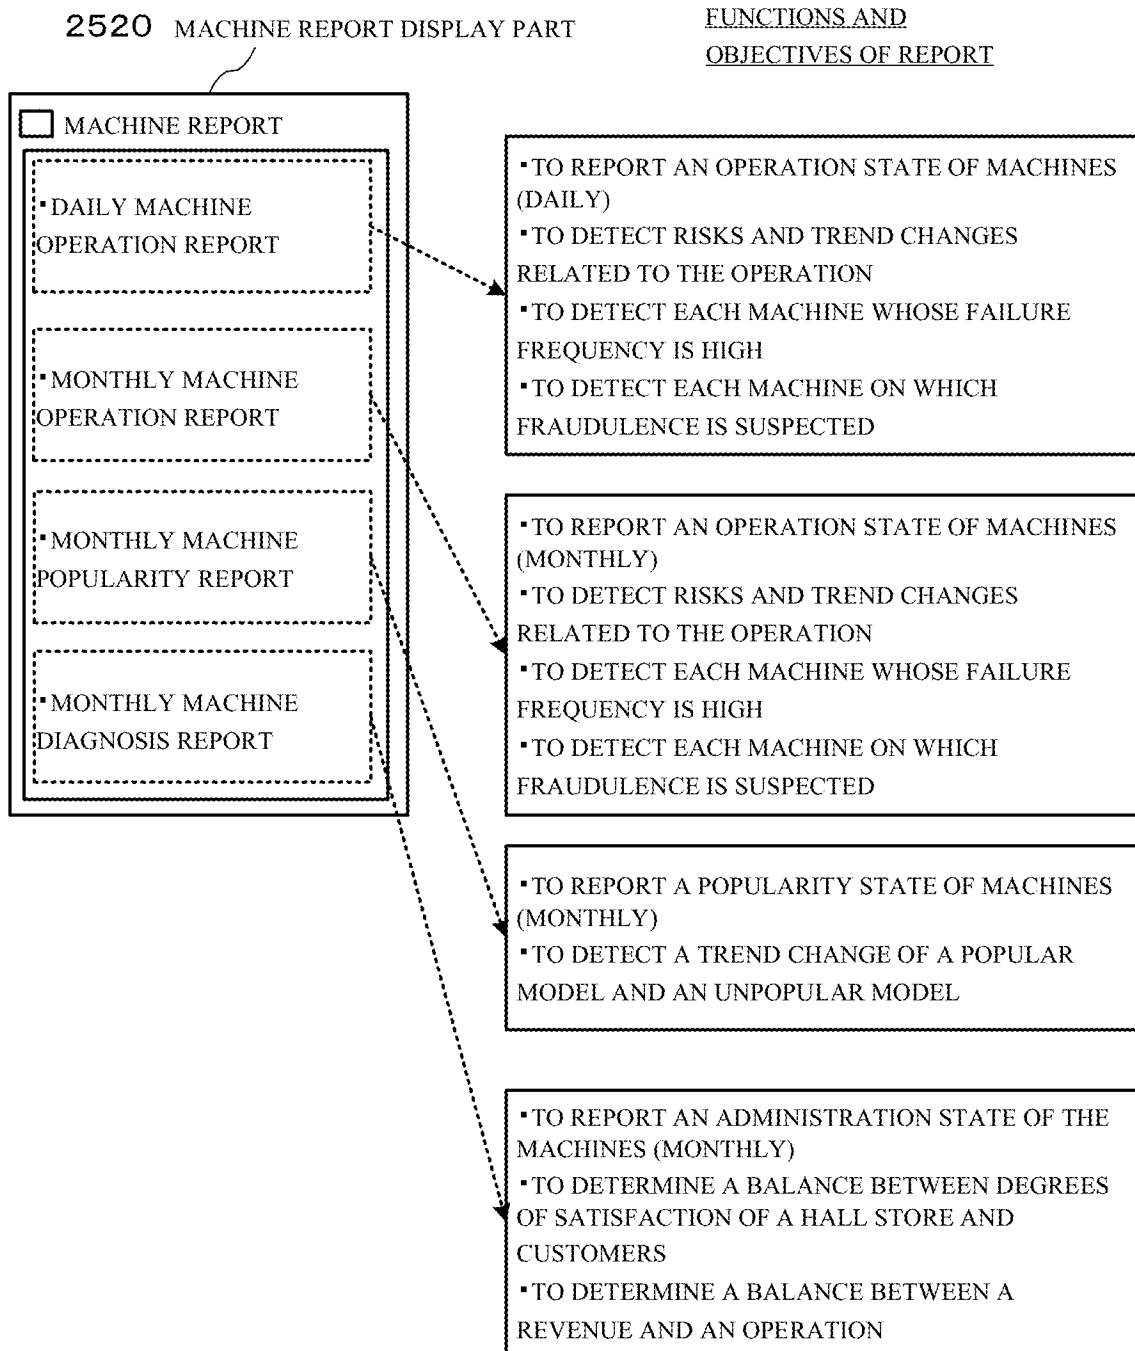 2520 MACHINE REPORT DISPLAY PART
FUNCTIONS AND
OBJECTIVES OF REPORT
MACHINE REPORT
▪DAILY MACHINE
OPERATION REPORT
▪MONTHLY MACHINE
OPERATION REPORT
▪MONTHLY MACHINE
POPULARITY REPORT
▪MONTHLY MACHINE
DIAGNOSIS REPORT
▪TO REPORT AN OPERATION STATE OF MACHINES
(DAILY)
▪TO DETECT RISKS AND TREND CHANGES
RELATED TO THE OPERATION
▪TO DETECT EACH MACHINE WHOSE FAILURE
FREQUENCY IS HIGH
▪TO DETECT EACH MACHINE ON WHICH
FRAUDULENCE IS SUSPECTED
▪TO REPORT AN OPERATION STATE OF MACHINES
(MONTHLY)
▪TO DETECT RISKS AND TREND CHANGES
RELATED TO THE OPERATION
▪TO DETECT EACH MACHINE WHOSE FAILURE
FREQUENCY IS HIGH
▪TO DETECT EACH MACHINE ON WHICH
FRAUDULENCE IS SUSPECTED
▪TO REPORT A POPULARITY STATE OF MACHINES
(MONTHLY)
▪TO DETECT A TREND CHANGE OF A POPULAR
MODEL AND AN UNPOPULAR MODEL
▪TO REPORT AN ADMINISTRATION STATE OF THE
MACHINES (MONTHLY)
▪TO DETERMINE A BALANCE BETWEEN DEGREES
OF SATISFACTION OF A HALL STORE AND
CUSTOMERS
▪TO DETERMINE A BALANCE BETWEEN A
REVENUE AND AN OPERATION